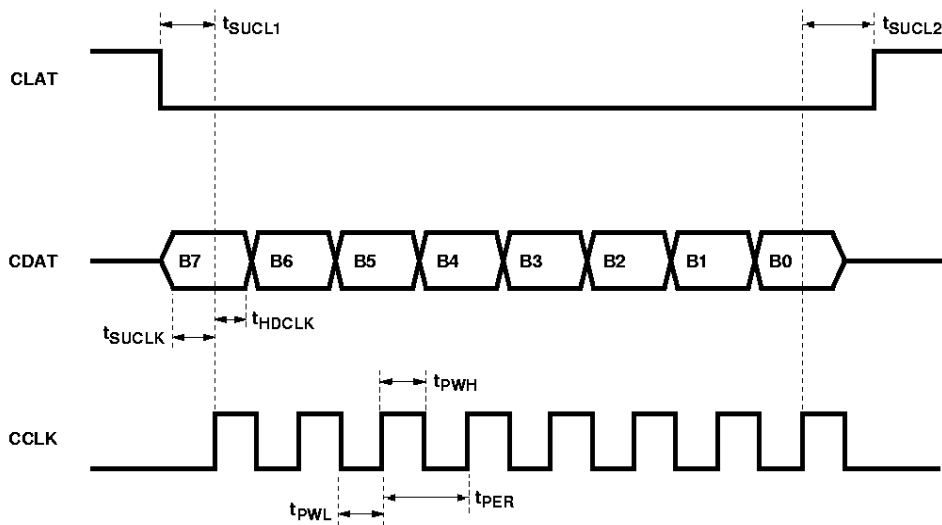 tSUCL1
tSUCL2
CLAT
CDAT
B7 B6 B5 B4 B3 B2 B1 B0
tSUCLK
tHDCLK
tPWH
CCLK
tPWL
tPER